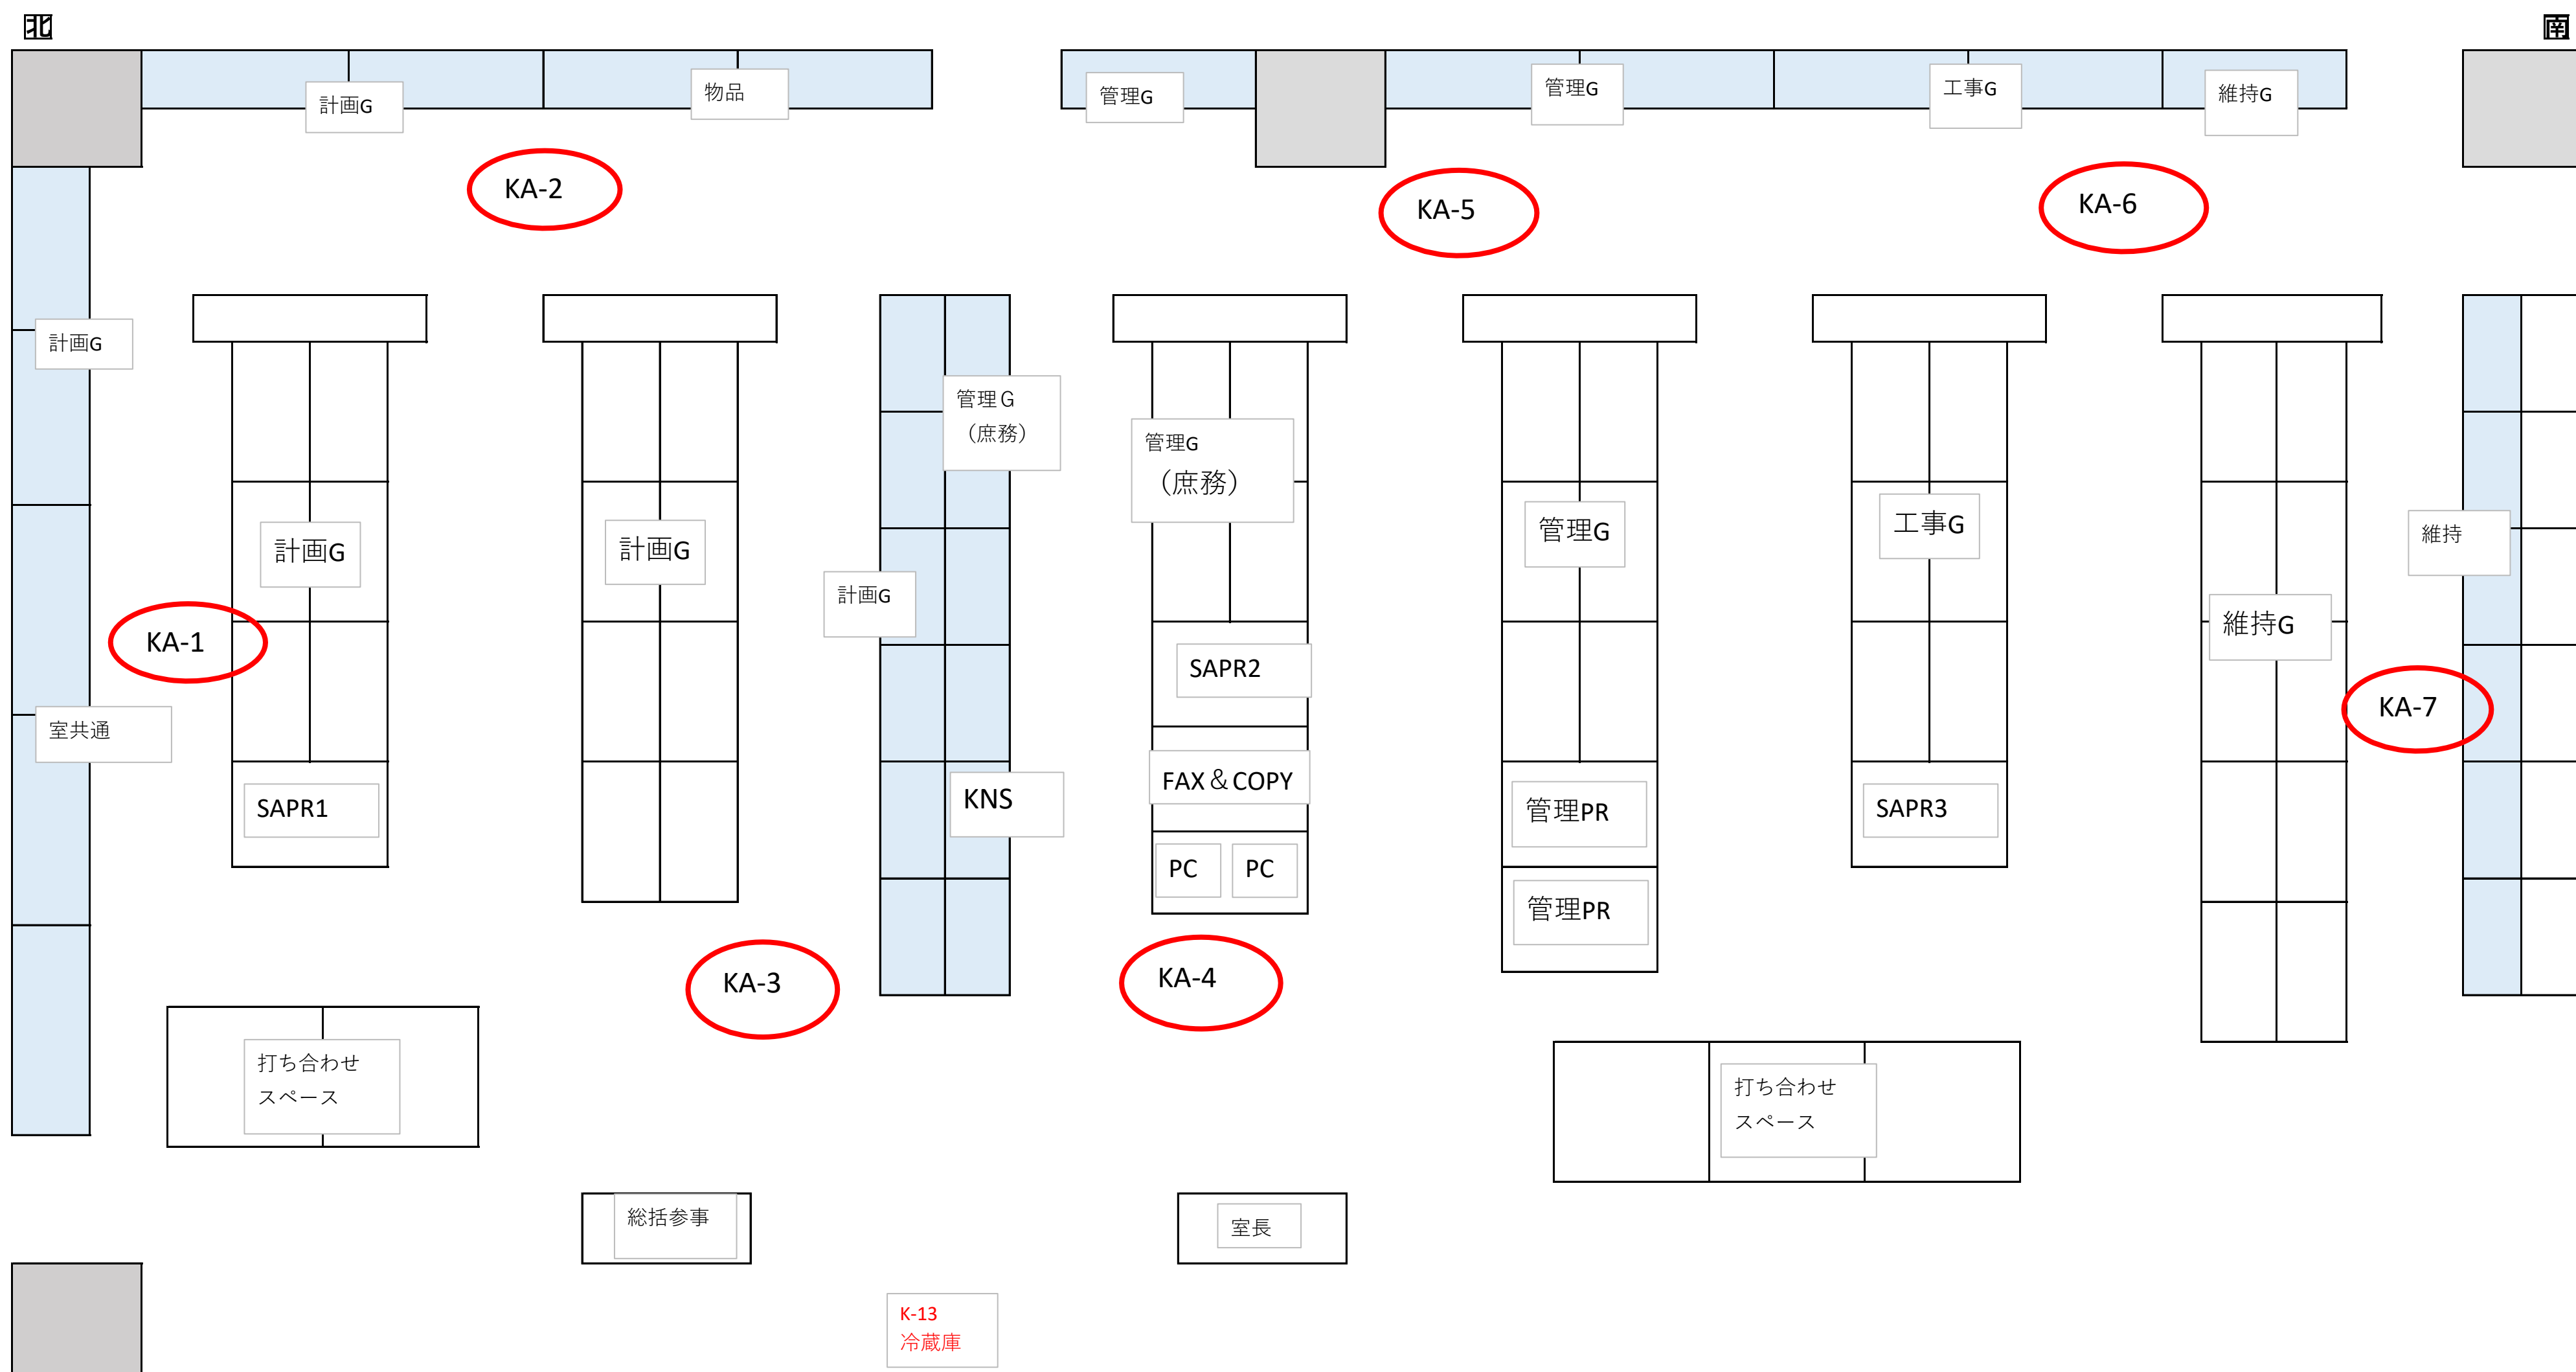 北
南
計画G
物品
管理G
管理G
工事G
維持G
KA-2
KA-5
KA-6
計画G
管理Ｇ
（庶務）
管理G
（庶務）
計画G
計画G
管理G
工事G
維持
計画G
維持G
KA-1
SAPR2
KA-7
室共通
FAX＆COPY
KNS
SAPR1
管理PR
SAPR3
PC
PC
管理PR
KA-3
KA-4
打ち合わせ
スペース
打ち合わせ
スペース
総括参事
室長
K-13
冷蔵庫